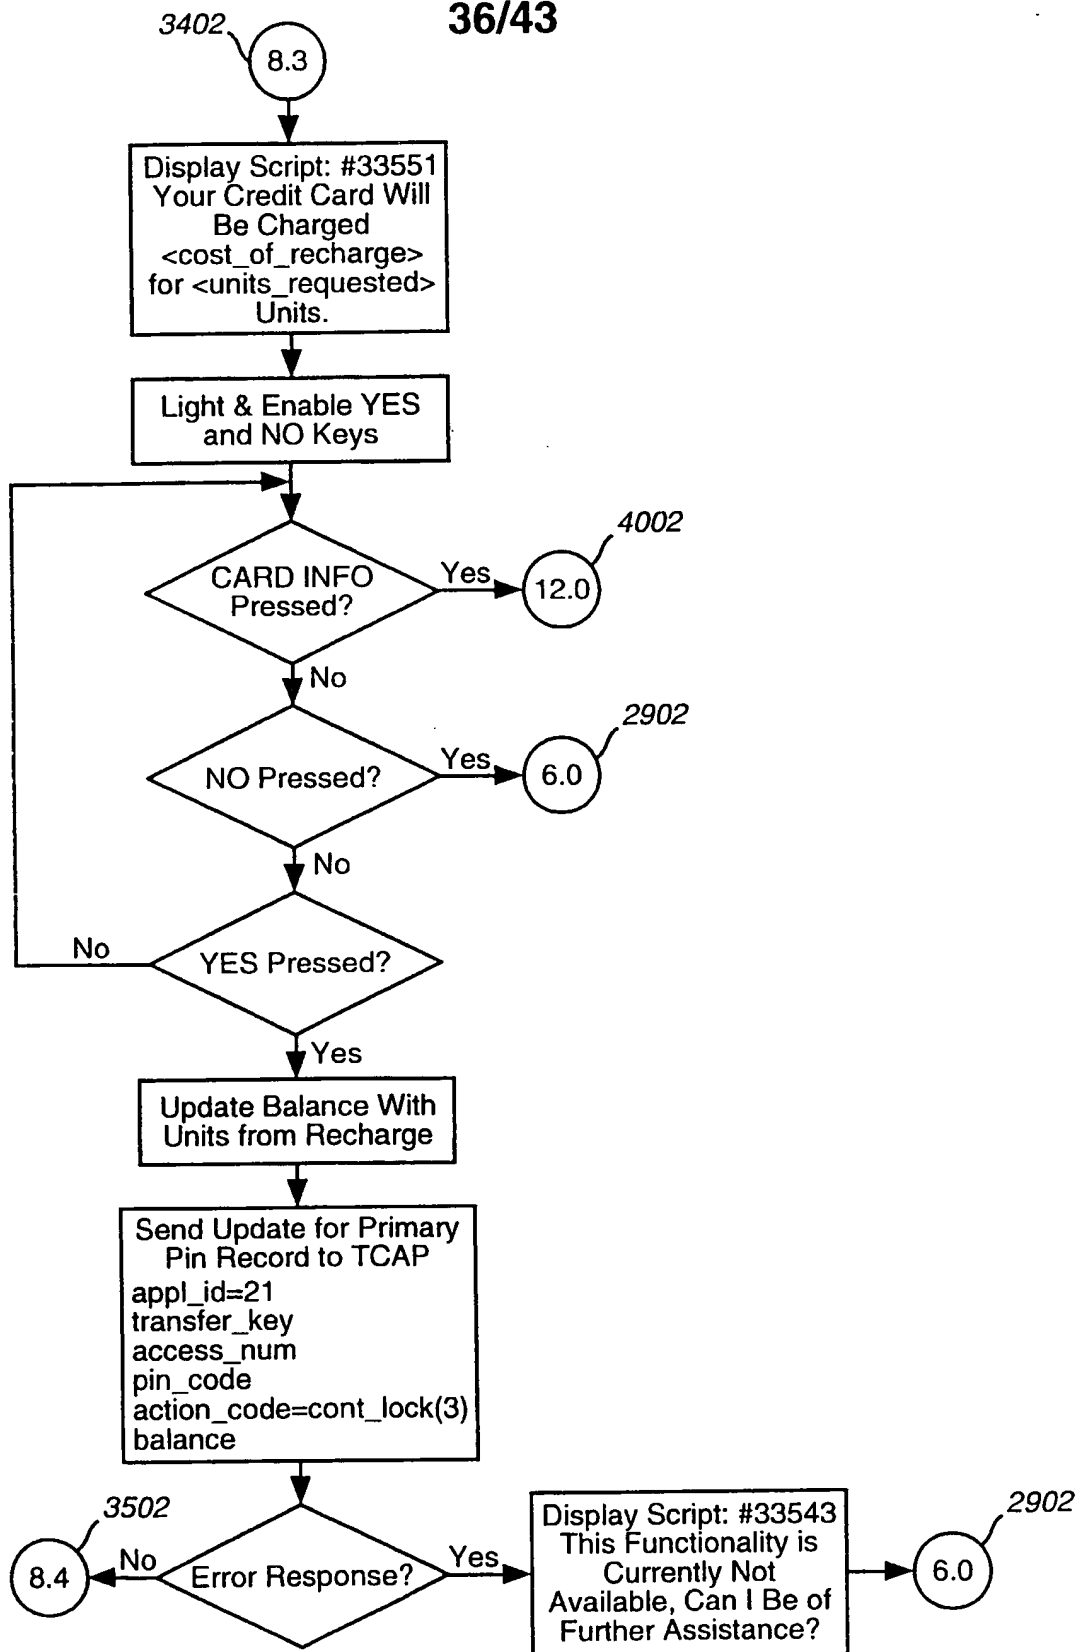 36/43
3402
8.3
Display Script: #33551
Your Credit Card Will
Be Charged
<cost_of_recharge>
for <units_requested>
Units.
Light & Enable YES
and NO Keys
CARD INFO
Pressed?
Yes
12.0
4002
No
NO Pressed?
Yes
6.0
2902
No
YES Pressed?
No
Yes
Update Balance With
Units from Recharge
Send Update for Primary
Pin Record to TCAP
appl_id=21
transfer_key
access_num
pin_code
action_code=cont_lock(3)
balance
Error Response?
No
8.4
3502
Yes
Display Script: #33543
This Functionality is
Currently Not
Available, Can I Be of
Further Assistance?
6.0
2902